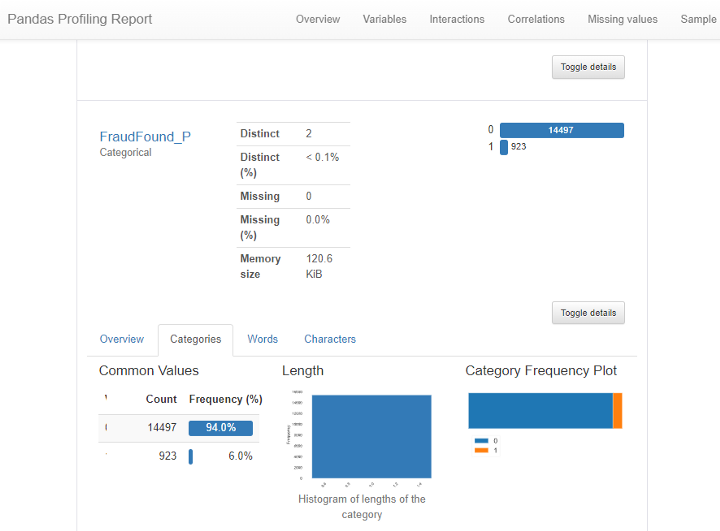 Pandas Profiling Report Overview Variables Interactions Correlations Missing values Sample
Toggle details
FraudFound_P
Categorical
Distinct 2
Distinct (%) < 0.1%
Missing 0
Missing (%) 0.0%
Memory size 120.6 KiB
0 14497
1 923
Toggle details
Overview Categories Words Characters
Common Values
Count Frequency (%)
14497 94.0%
923 6.0%
Length
Frequency
Histogram of lengths of the
category
Category Frequency Plot
0
1